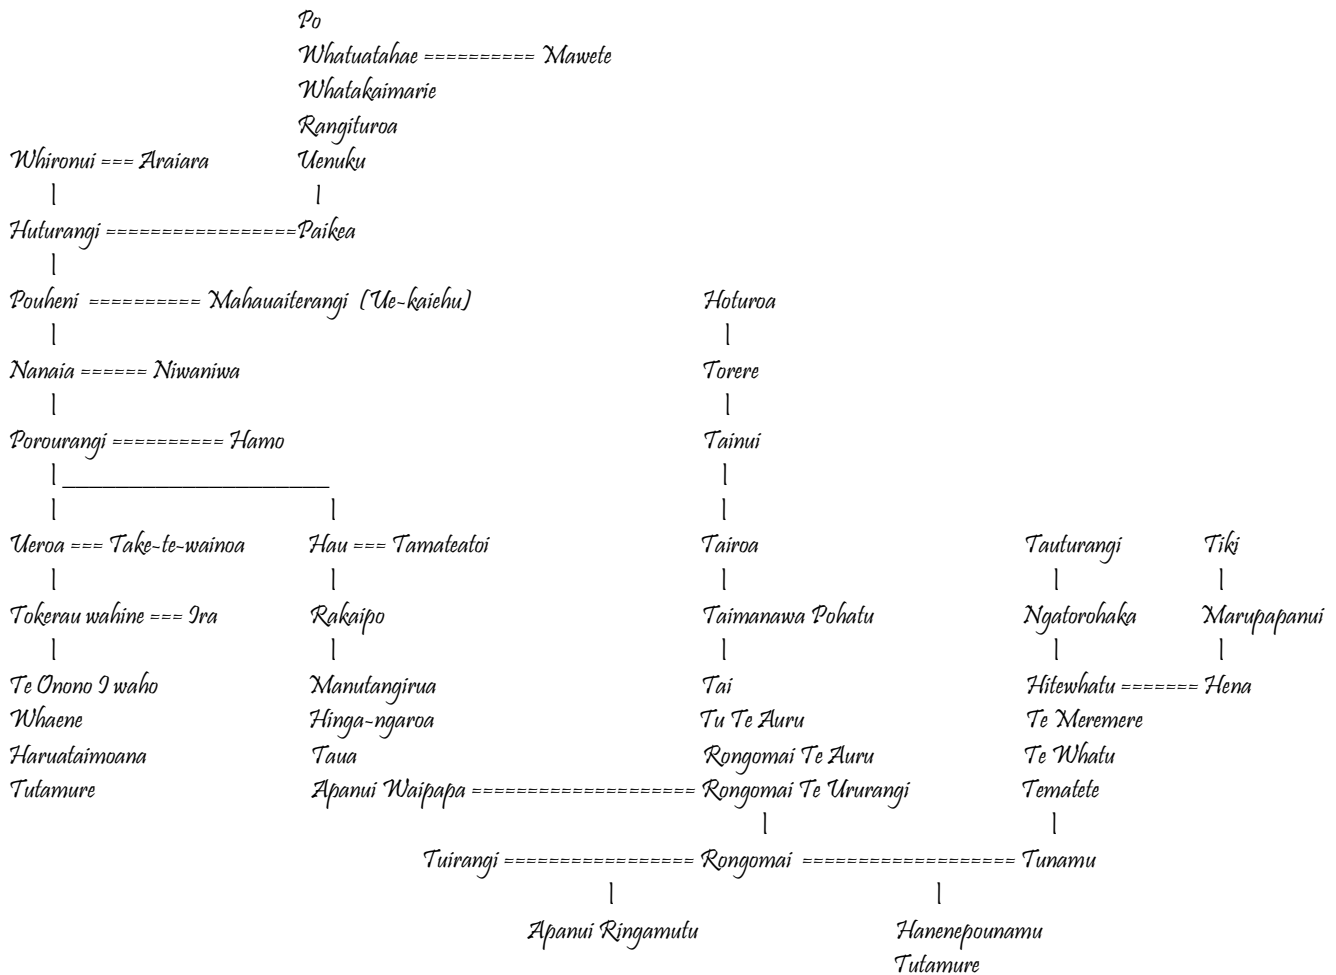 Po
Whatuatahae ========== Mawete
Whatakaimarie
Rangituroa
Whironui === Araiara Uenuku
Huturangi =================Paikea
Pouheni ========== Mahauaiterangi (Ue-kaiehu) Hoturoa
Nanaia ====== Niwaniwa Torere
Porourangi ========== Hamo Tainui
Ueroa === Take-te-wainoa Hau === Tamateatoi Tairoa Tauturangi Tiki
Tokerau wahine === Ira Rakaipo Taimanawa Pohatu Ngatorohaka Marupapanui
Te Onono I waho Manutangirua Tai Hitewhatu ======= Hena
Whaene Hinga-ngaroa Tu Te Auru Te Meremere
Haruataimoana Taua Rongomai Te Auru Te Whatu
Tutamure Apanui Waipapa ==================== Rongomai Te Ururangi Tematete
Tuirangi ================= Rongomai =================== Tunamu
Apanui Ringamutu Hanenepounamu
Tutamure